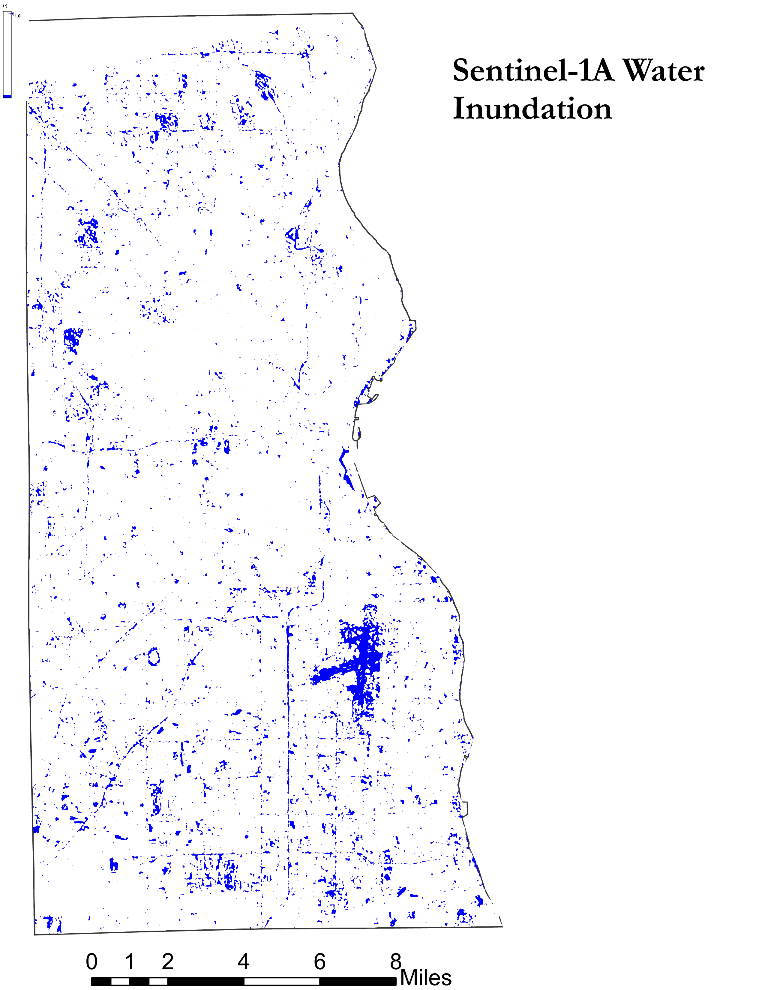 Sentinel-1A Water
Inundation
0 1 2 4 6 8
Miles